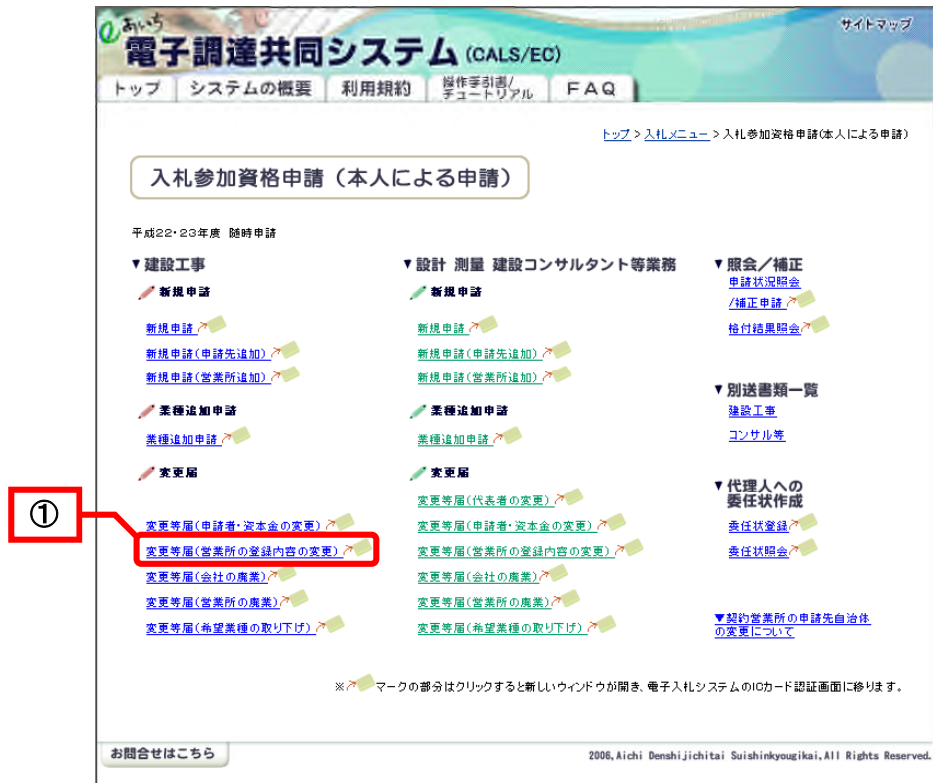 サイトマップ
eあいち
電子調達共同システム (CALS/EC)
トップ システムの概要 利用規約 操作手引書/チュートリアル FAQ
トップ > 入札メニュー > 入札参加資格申請(本人による申請)
入札参加資格申請（本人による申請）
平成22・23年度 随時申請
▼建設工事
新規申請
新規申請
新規申請(申請先追加)
新規申請(営業所追加)
業種追加申請
業種追加申請
変更届
①
変更等届(申請者・資本金の変更)
変更等届(営業所の登録内容の変更)
変更等届(会社の廃業)
変更等届(営業所の廃業)
変更等届(希望業種の取り下げ)
▼設計 測量 建設コンサルタント等業務
新規申請
新規申請
新規申請(申請先追加)
新規申請(営業所追加)
業種追加申請
業種追加申請
変更届
変更等届(代表者の変更)
変更等届(申請者・資本金の変更)
変更等届(営業所の登録内容の変更)
変更等届(会社の廃業)
変更等届(営業所の廃業)
変更等届(希望業種の取り下げ)
▼照会／補正
申請状況照会
/補正申請
格付結果照会
▼別送書類一覧
建設工事
コンサル等
▼代理人への
委任状作成
委任状登録
委任状照会
▼契約営業所の申請先自治体
の変更について
※ マークの部分はクリックすると新しいウィンドウが開き、電子入札システムのICカード認証画面に移ります。
お問合せはこちら
2006,Aichi Denshijichitai Suishinkyougikai,All Rights Reserved.